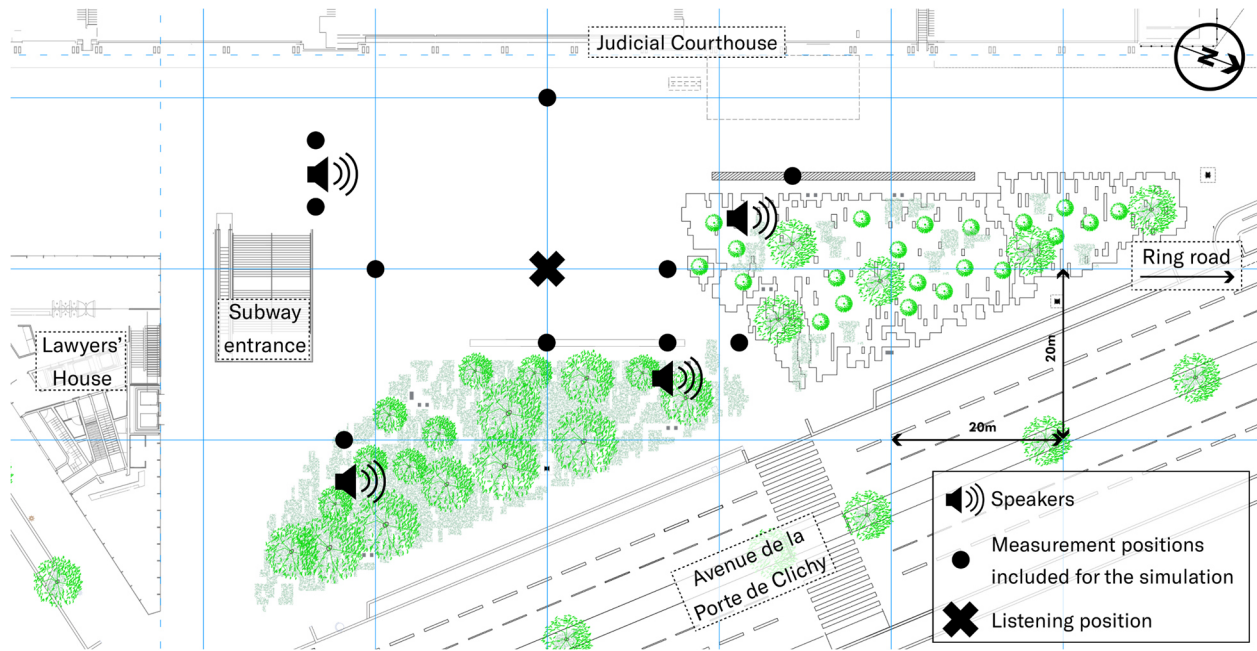 Judicial Courthouse
N
Ring road
Subway
entrance
Lawyers'
House
20m
20m
Avenue de la
Porte de Clichy
Speakers
Measurement positions
included for the simulation
Listening position